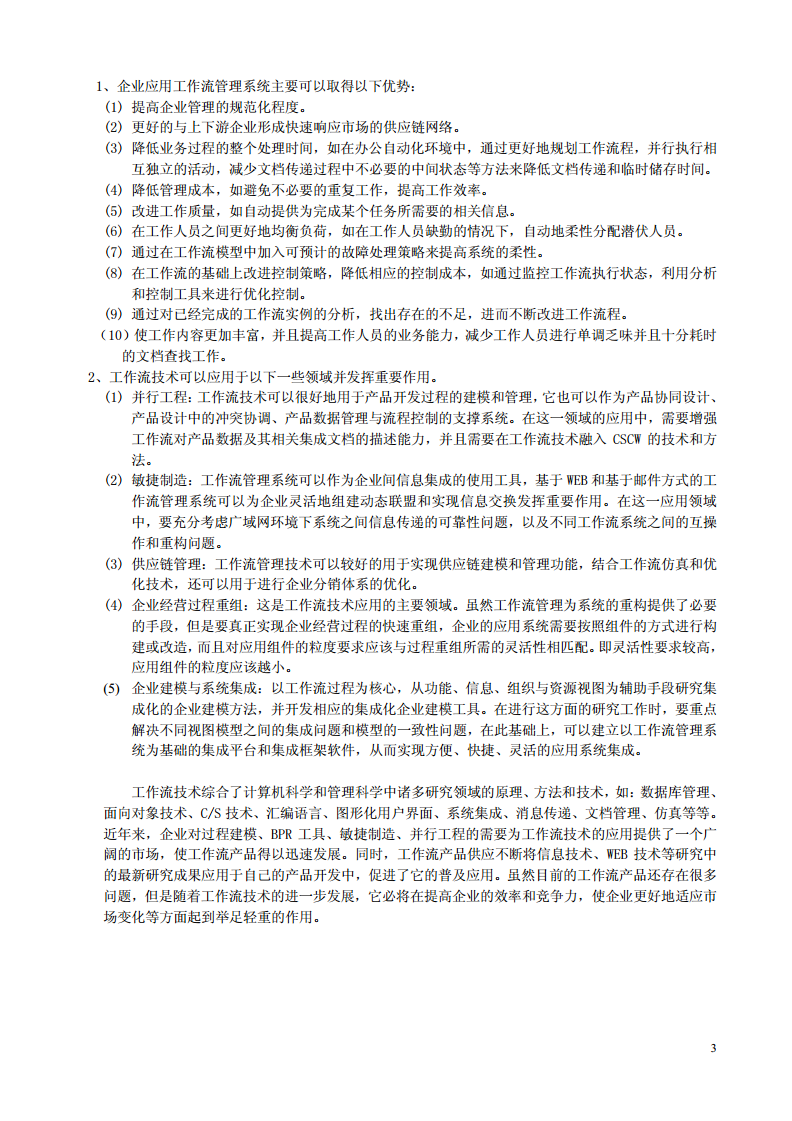 1、企业应用工作流管理系统主要可以取得以下优势：
(1) 提高企业管理的规范化程度。
(2) 更好的与上下游企业形成快速响应市场的供应链网络。
(3) 降低业务过程的整个处理时间，如在办公自动化环境中，通过更好地规划工作流程，并行执行相
互独立的活动，减少文档传递过程中不必要的中间状态等方法来降低文档传递和临时储存时间。
(4) 降低管理成本，如避免不必要的重复工作，提高工作效率。
(5) 改进工作质量，如自动提供为完成某个任务所需要的相关信息。
(6) 在工作人员之间更好地均衡负荷，如在工作人员缺勤的情况下，自动地柔性分配潜伏人员。
(7) 通过在工作流模型中加入可预计的故障处理策略来提高系统的柔性。
(8) 在工作流的基础上改进控制策略，降低相应的控制成本，如通过监控工作流执行状态，利用分析
和控制工具来进行优化控制。
(9) 通过对已经完成的工作流实例的分析，找出存在的不足，进而不断改进工作流程。
（10）使工作内容更加丰富，并且提高工作人员的业务能力，减少工作人员进行单调乏味并且十分耗时
的文档查找工作。
2、工作流技术可以应用于以下一些领域并发挥重要作用。
(1) 并行工程：工作流技术可以很好地用于产品开发过程的建模和管理，它也可以作为产品协同设计、
产品设计中的冲突协调、产品数据管理与流程控制的支撑系统。在这一领域的应用中，需要增强
工作流对产品数据及其相关集成文档的描述能力，并且需要在工作流技术融入 CSCW 的技术和方
法。
(2) 敏捷制造：工作流管理系统可以作为企业间信息集成的使用工具，基于 WEB 和基于邮件方式的工
作流管理系统可以为企业灵活地组建动态联盟和实现信息交换发挥重要作用。在这一应用领域
中，要充分考虑广域网环境下系统之间信息传递的可靠性问题，以及不同工作流系统之间的互操
作和重构问题。
(3) 供应链管理：工作流管理技术可以较好的用于实现供应链建模和管理功能，结合工作流仿真和优
化技术，还可以用于进行企业分销体系的优化。
(4) 企业经营过程重组：这是工作流技术应用的主要领域。虽然工作流管理为系统的重构提供了必要
的手段，但是要真正实现企业经营过程的快速重组，企业的应用系统需要按照组件的方式进行构
建或改造，而且对应用组件的粒度要求应该与过程重组所需的灵活性相匹配。即灵活性要求较高，
应用组件的粒度应该越小。
(5) 企业建模与系统集成：以工作流过程为核心，从功能、信息、组织与资源视图为辅助手段研究集
成化的企业建模方法，并开发相应的集成化企业建模工具。在进行这方面的研究工作时，要重点
解决不同视图模型之间的集成问题和模型的一致性问题，在此基础上，可以建立以工作流管理系
统为基础的集成平台和集成框架软件，从而实现方便、快捷、灵活的应用系统集成。
工作流技术综合了计算机科学和管理科学中诸多研究领域的原理、方法和技术，如：数据库管理、
面向对象技术、C/S 技术、汇编语言、图形化用户界面、系统集成、消息传递、文档管理、仿真等等。
近年来，企业对过程建模、BPR 工具、敏捷制造、并行工程的需要为工作流技术的应用提供了一个广
阔的市场，使工作流产品得以迅速发展。同时，工作流产品供应不断将信息技术、WEB 技术等研究中
的最新研究成果应用于自己的产品开发中，促进了它的普及应用。虽然目前的工作流产品还存在很多
问题，但是随着工作流技术的进一步发展，它必将在提高企业的效率和竞争力，使企业更好地适应市
场变化等方面起到举足轻重的作用。
3